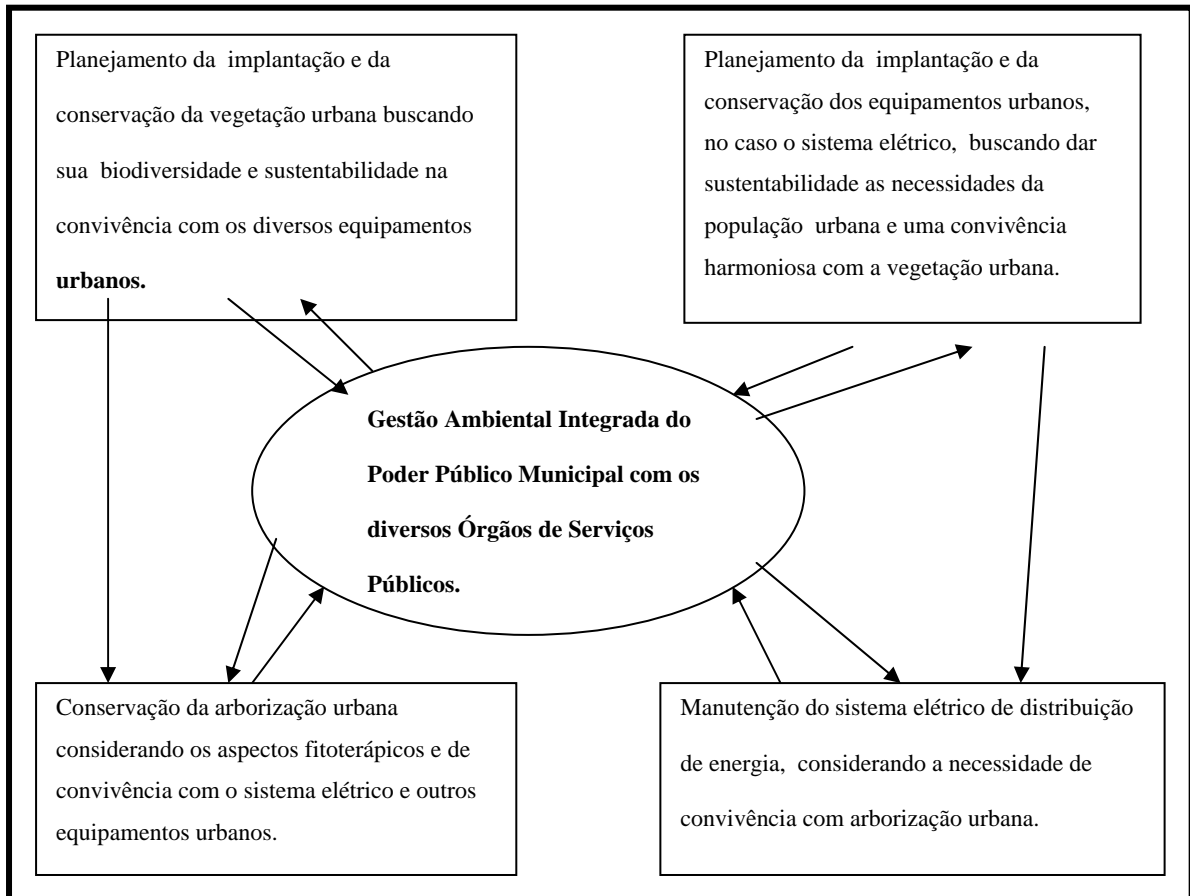 Planejamento da implantação e da
conservação da vegetação urbana buscando
sua biodiversidade e sustentabilidade na
convivência com os diversos equipamentos
urbanos.
Planejamento da implantação e da
conservação dos equipamentos urbanos,
no caso o sistema elétrico, buscando dar
sustentabilidade as necessidades da
população urbana e uma convivência
harmoniosa com a vegetação urbana.
Gestão Ambiental Integrada do
Poder Público Municipal com os
diversos Órgãos de Serviços
Públicos.
Conservação da arborização urbana
considerando os aspectos fitoterápicos e de
convivência com o sistema elétrico e outros
equipamentos urbanos.
Manutenção do sistema elétrico de distribuição
de energia, considerando a necessidade de
convivência com arborização urbana.